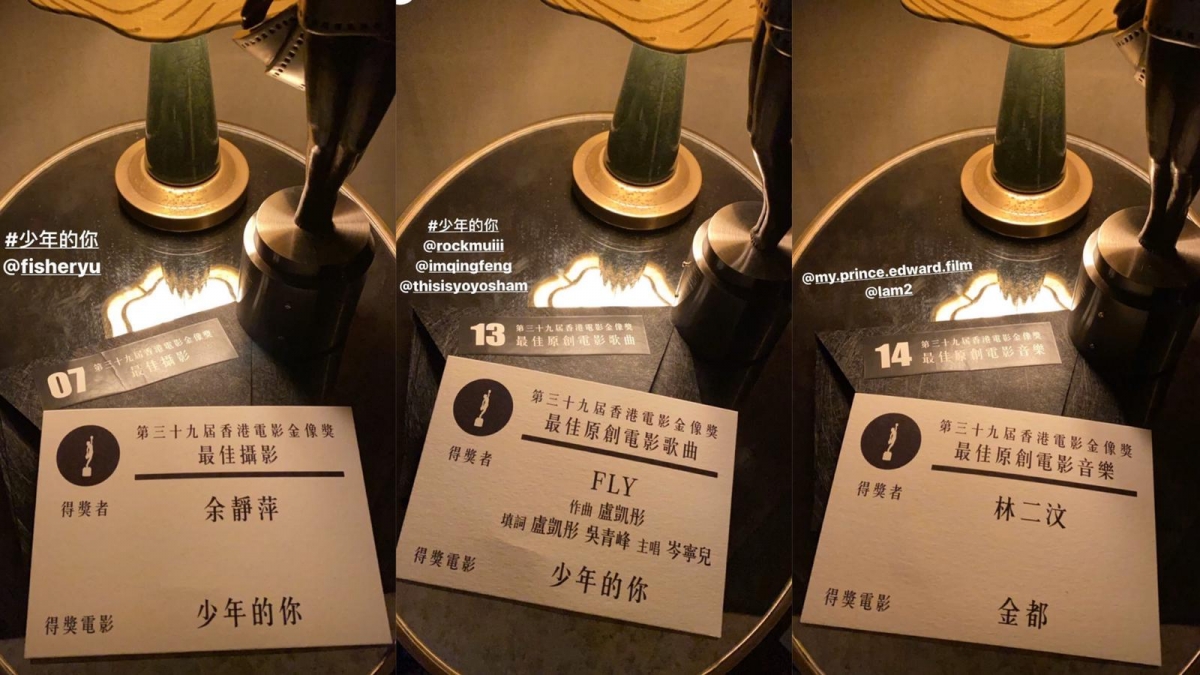 #少年的你
@fisheryu
07 第三十九屆香港電影金像獎
最佳攝影
第三十九屆香港電影金像獎
最佳攝影
得獎者
余靜萍
得獎電影
少年的你
#少年的你
@rockmuiii
@imqingfeng
@thisisyoyosham
13 第三十九屆香港電影金像獎
最佳原創電影歌曲
第三十九屆香港電影金像獎
最佳原創電影歌曲
得獎者
FLY
作曲 盧凱彤
填詞 盧凱彤 吳青峰 主唱 岑寧兒
得獎電影
少年的你
@my.prince.edward.film
@lam2
14 第三十九屆香港電影金像獎
最佳原創電影音樂
第三十九屆香港電影金像獎
最佳原創電影音樂
得獎者
林二汶
得獎電影
金都